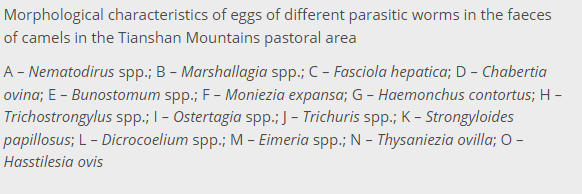 Morphological characteristics of eggs of different parasitic worms in the faeces
of camels in the Tianshan Mountains pastoral area
A – Nematodirus spp.; B – Marshallagia spp.; C – Fasciola hepatica; D – Chabertia
ovina; E – Bunostomum spp.; F – Moniezia expansa; G – Haemonchus contortus; H –
Trichostrongylus spp.; I – Ostertagia spp.; J – Trichuris spp.; K – Strongyloides
papillosus; L – Dicrocoelium spp.; M – Eimeria spp.; N – Thysaniezia ovilla; O –
Hasstilesia ovis